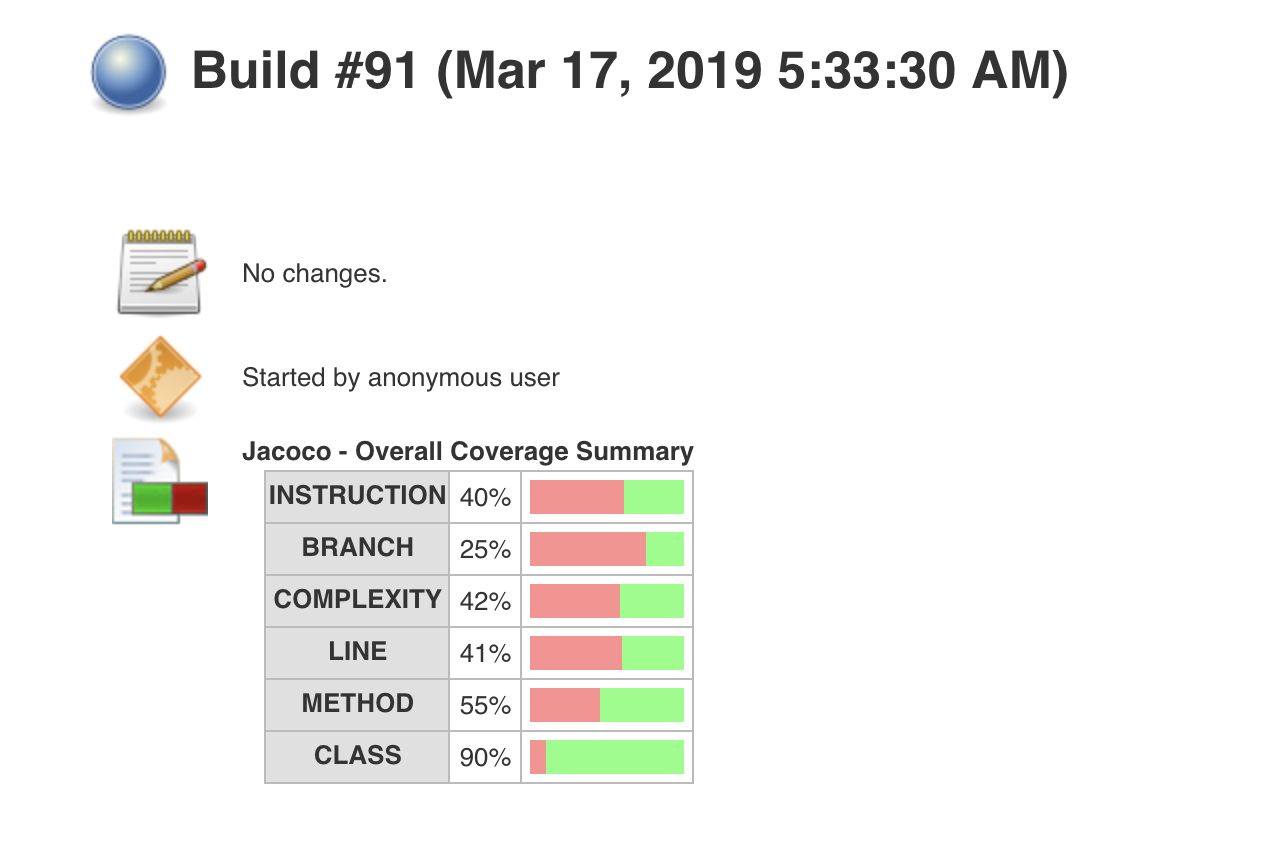 Build #91 (Mar 17, 2019 5:33:30 AM)
No changes.
Started by anonymous user
Jacoco - Overall Coverage Summary
INSTRUCTION 40%
BRANCH 25%
COMPLEXITY 42%
LINE 41%
METHOD 55%
CLASS 90%